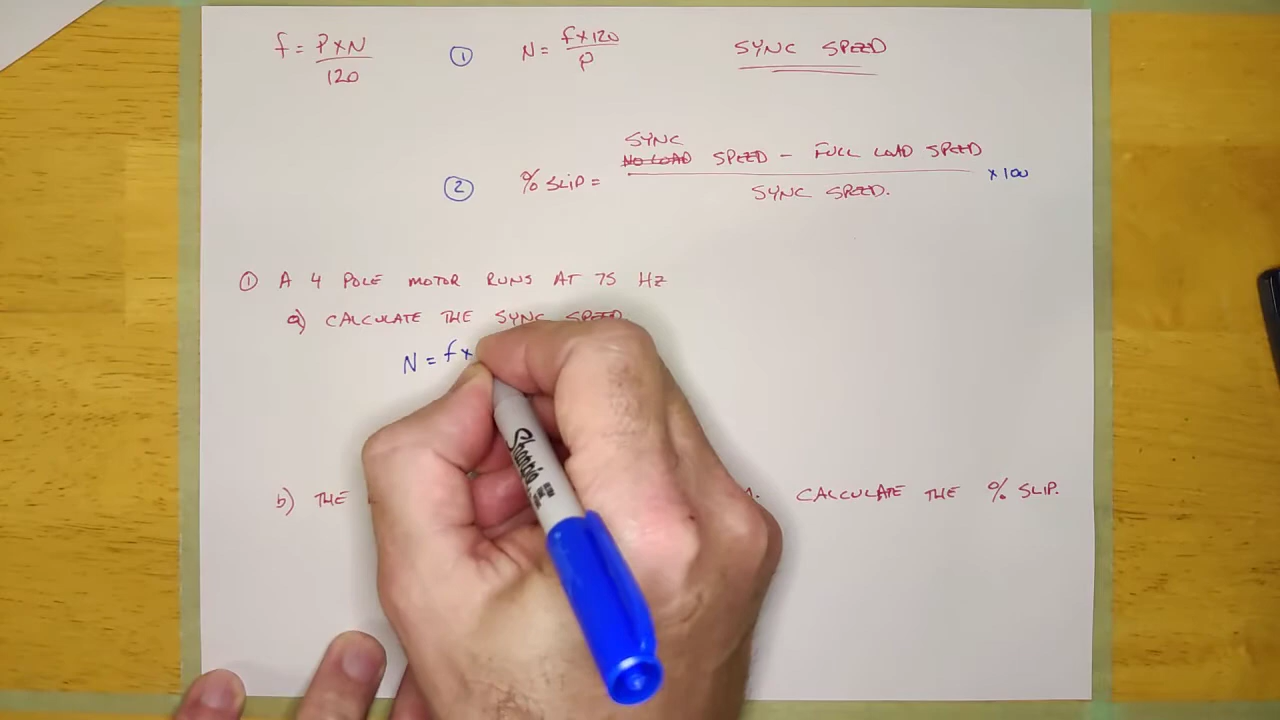 f = P x N / 120 ① N = f x 120 / P SYNC SPEED
SYNC
② % SLIP = NO LOAD SPEED - FULL LOAD SPEED / SYNC SPEED. x 100
① A 4 POLE MOTOR RUNS AT 75 Hz
a) CALCULATE THE SYNC SPEED
N = f x
b) THE CALCULATE THE % SLIP.
Sharpie